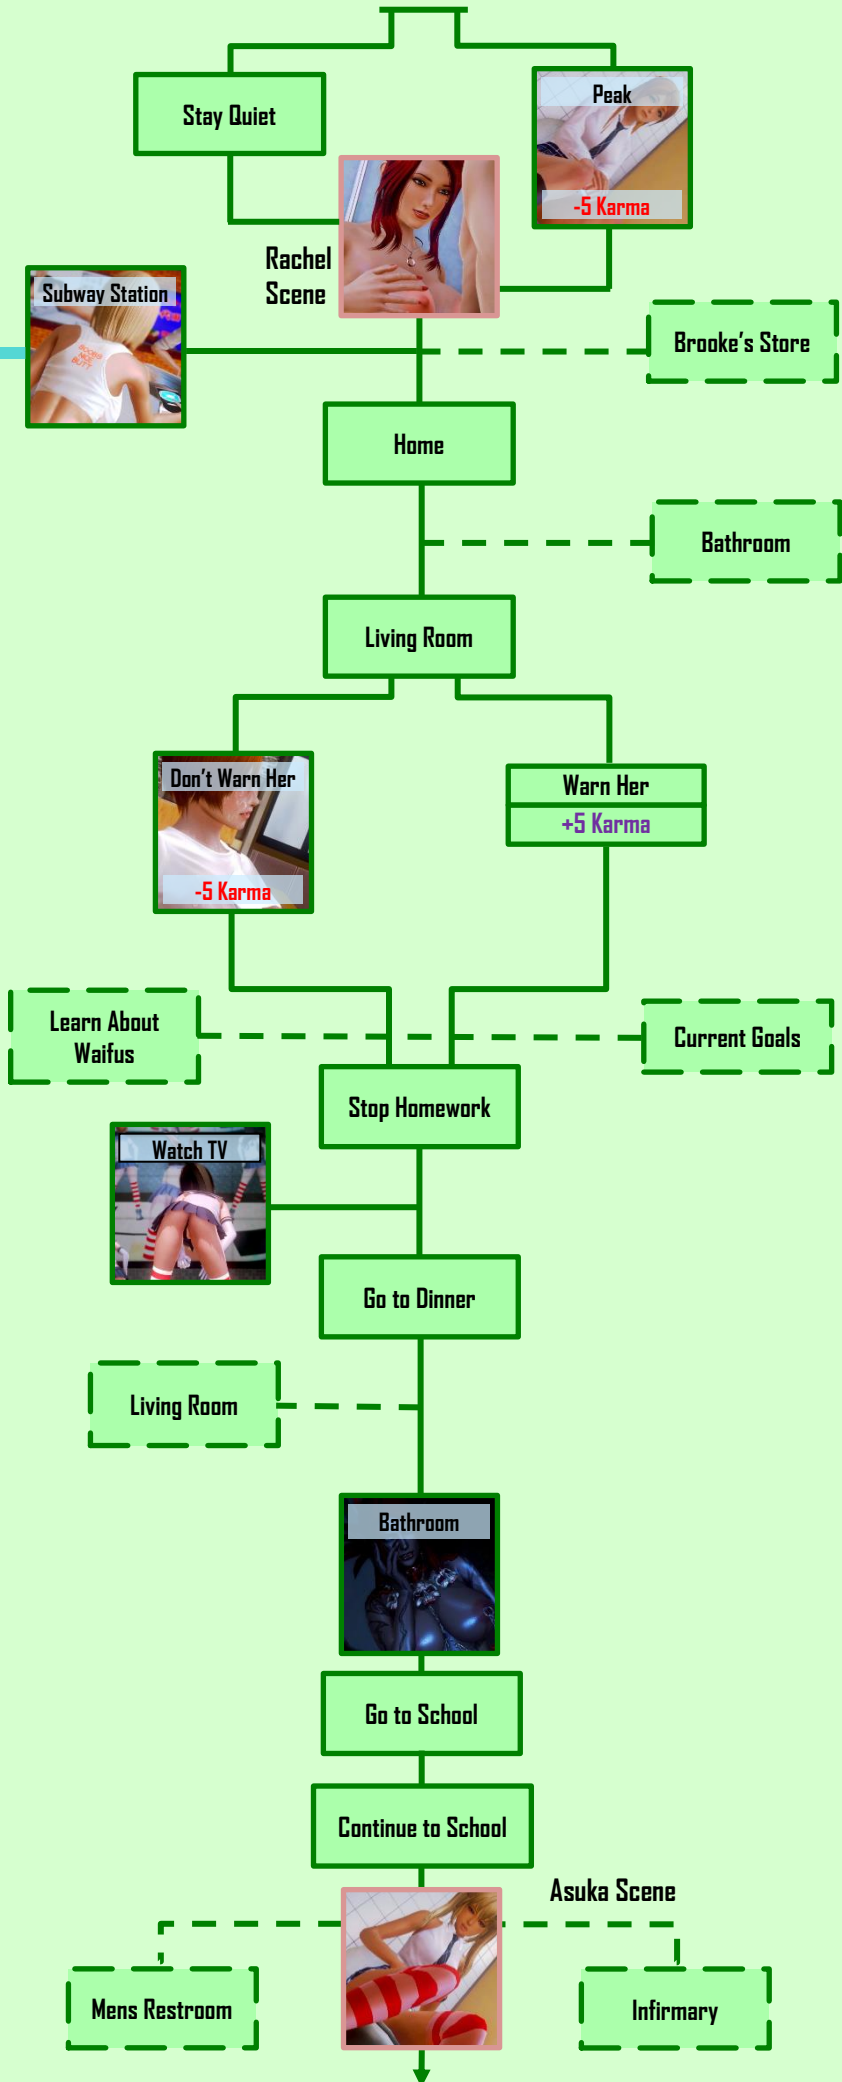 Stay Quiet
Peak
-5 Karma
Rachel
Scene
Subway Station
Brooke's Store
Home
Bathroom
Living Room
Don't Warn Her
-5 Karma
Warn Her
+5 Karma
Learn About
Waifus
Current Goals
Stop Homework
Watch TV
Go to Dinner
Living Room
Bathroom
Go to School
Continue to School
Asuka Scene
Mens Restroom
Infirmary